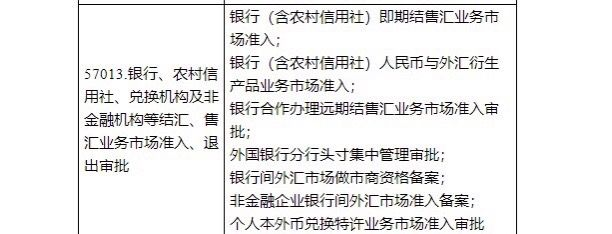 57013.银行、农村信
用社、兑换机构及非
金融机构等结汇、售
汇业务市场准入、退
出审批
银行（含农村信用社）即期结售汇业务市
场准入；
银行（含农村信用社）人民币与外汇衍生
产品业务市场准入；
银行合作办理远期结售汇业务市场准入审
批；
外国银行分行头寸集中管理审批；
银行间外汇市场做市商资格备案；
非金融企业银行间外汇市场准入备案；
个人本外币兑换特许业务市场准入审批